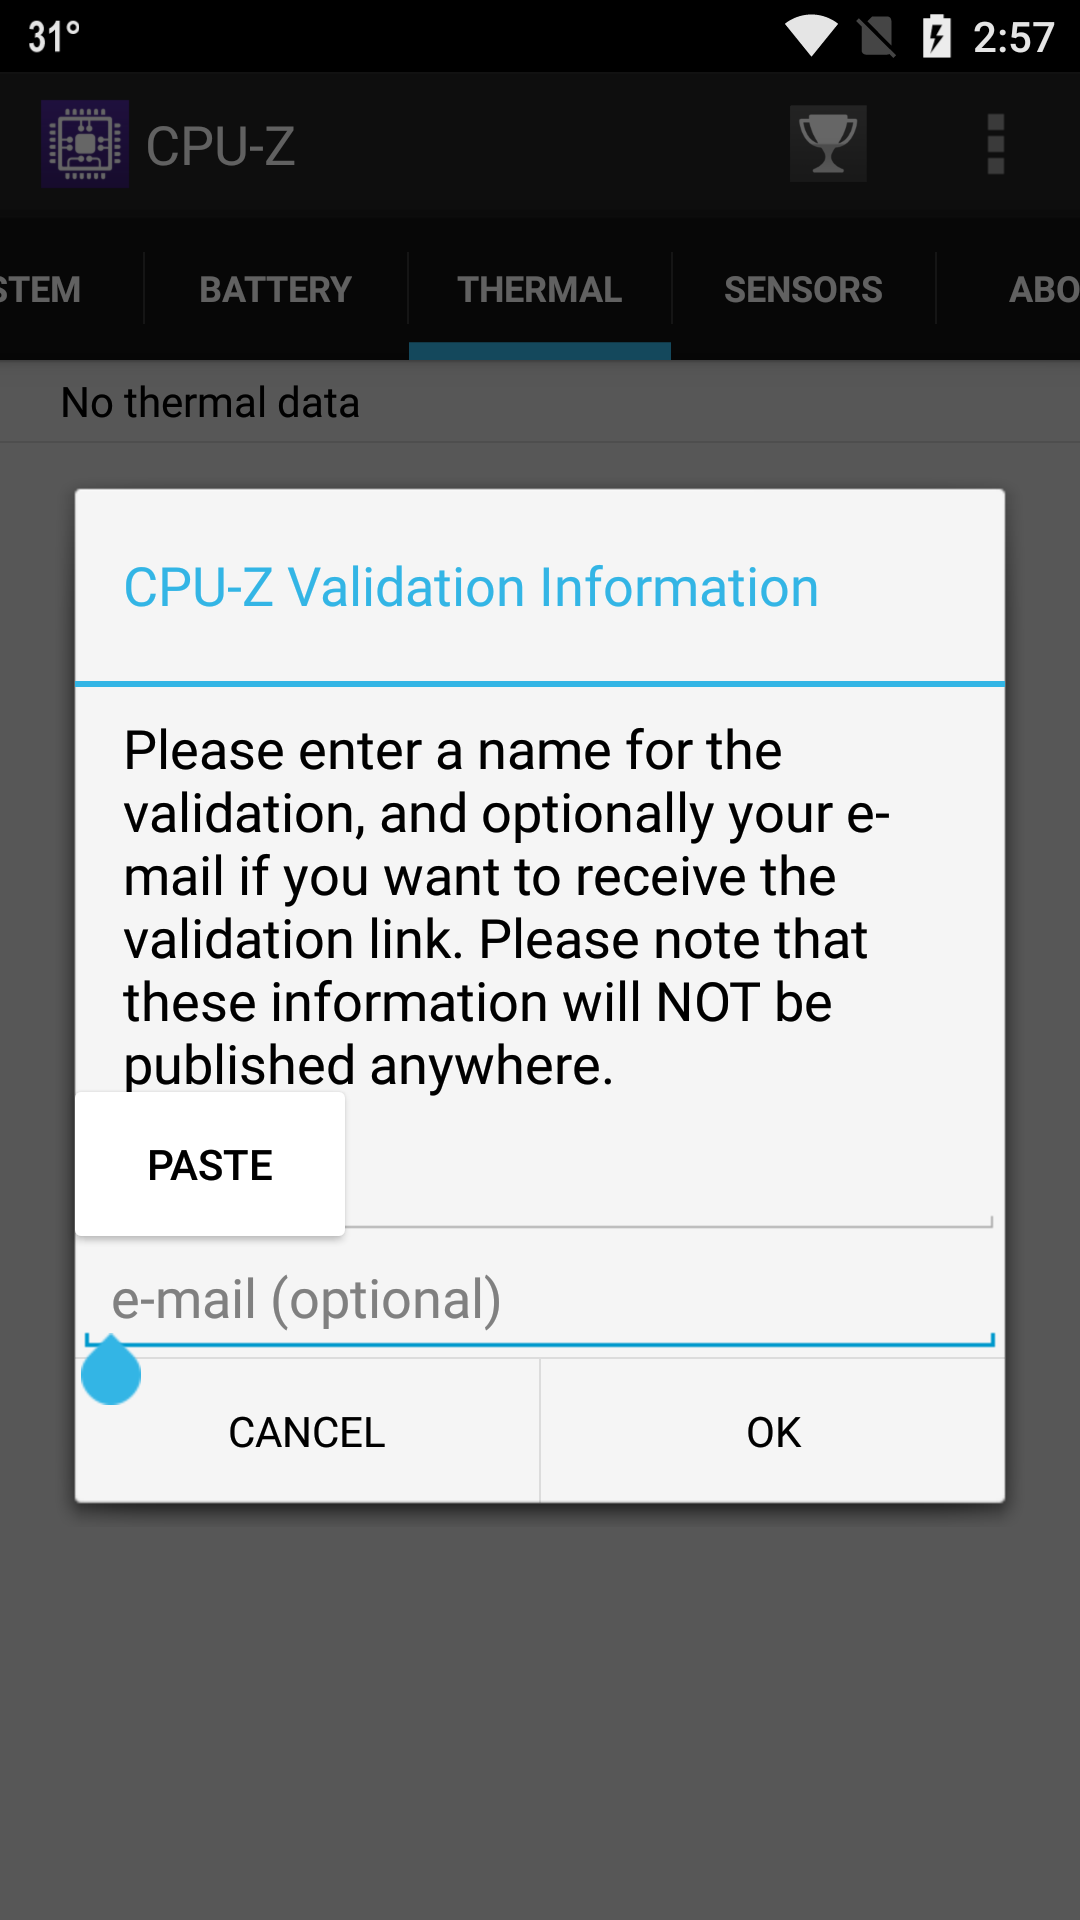 31°
2:57
CPU-Z
STEM
BATTERY
THERMAL
SENSORS
ABO
No thermal data
CPU-Z Validation Information
Please enter a name for the
validation, and optionally your e-
mail if you want to receive the
validation link. Please note that
these information will NOT be
published anywhere.
PASTE
e-mail (optional)
CANCEL
OK